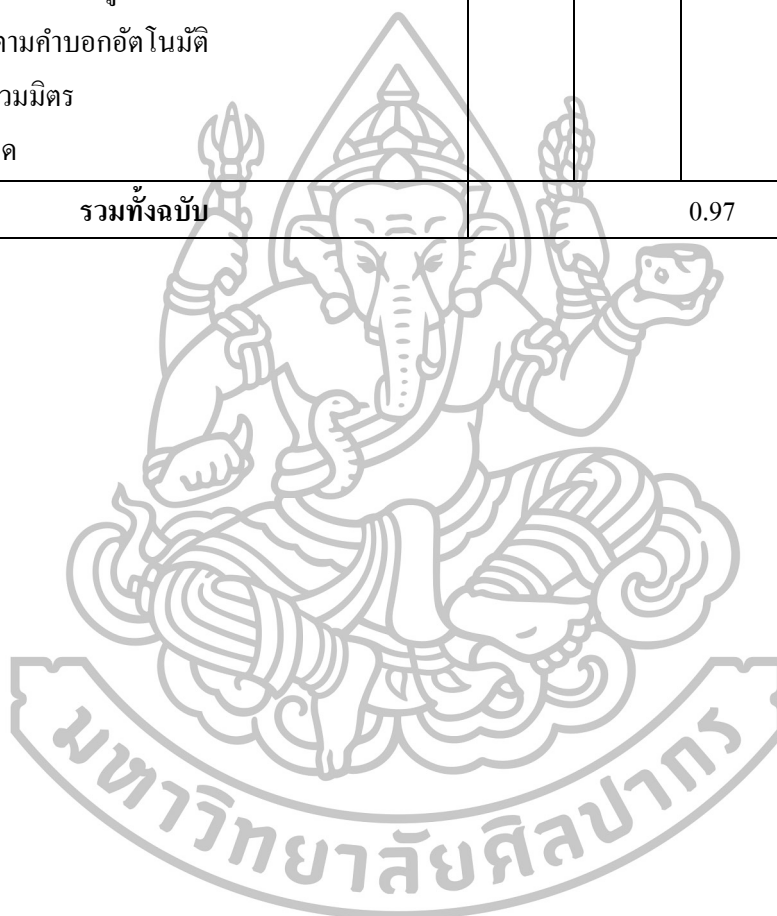 ตามคำบอกอัตโนมัติ
วมมิตร
ค
รวมทั้งฉบับ 0.97
มหาวิทยาลัยศิลปากร